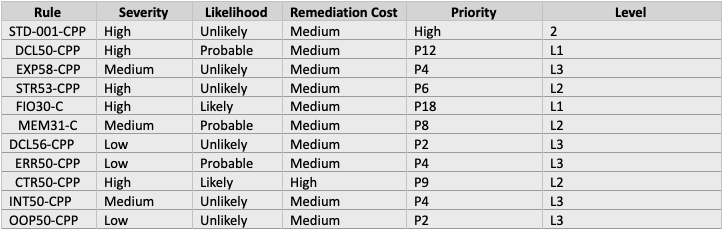 Rule Severity Likelihood Remediation Cost Priority Level
STD-001-CPP High Unlikely Medium High 2
DCL50-CPP High Probable Medium P12 L1
EXP58-CPP Medium Unlikely Medium P4 L3
STR53-CPP High Unlikely Medium P6 L2
FIO30-C High Likely Medium P18 L1
MEM31-C Medium Probable Medium P8 L2
DCL56-CPP Low Unlikely Medium P2 L3
ERR50-CPP Low Probable Medium P4 L3
CTR50-CPP High Likely High P9 L2
INT50-CPP Medium Unlikely Medium P4 L3
OOP50-CPP Low Unlikely Medium P2 L3